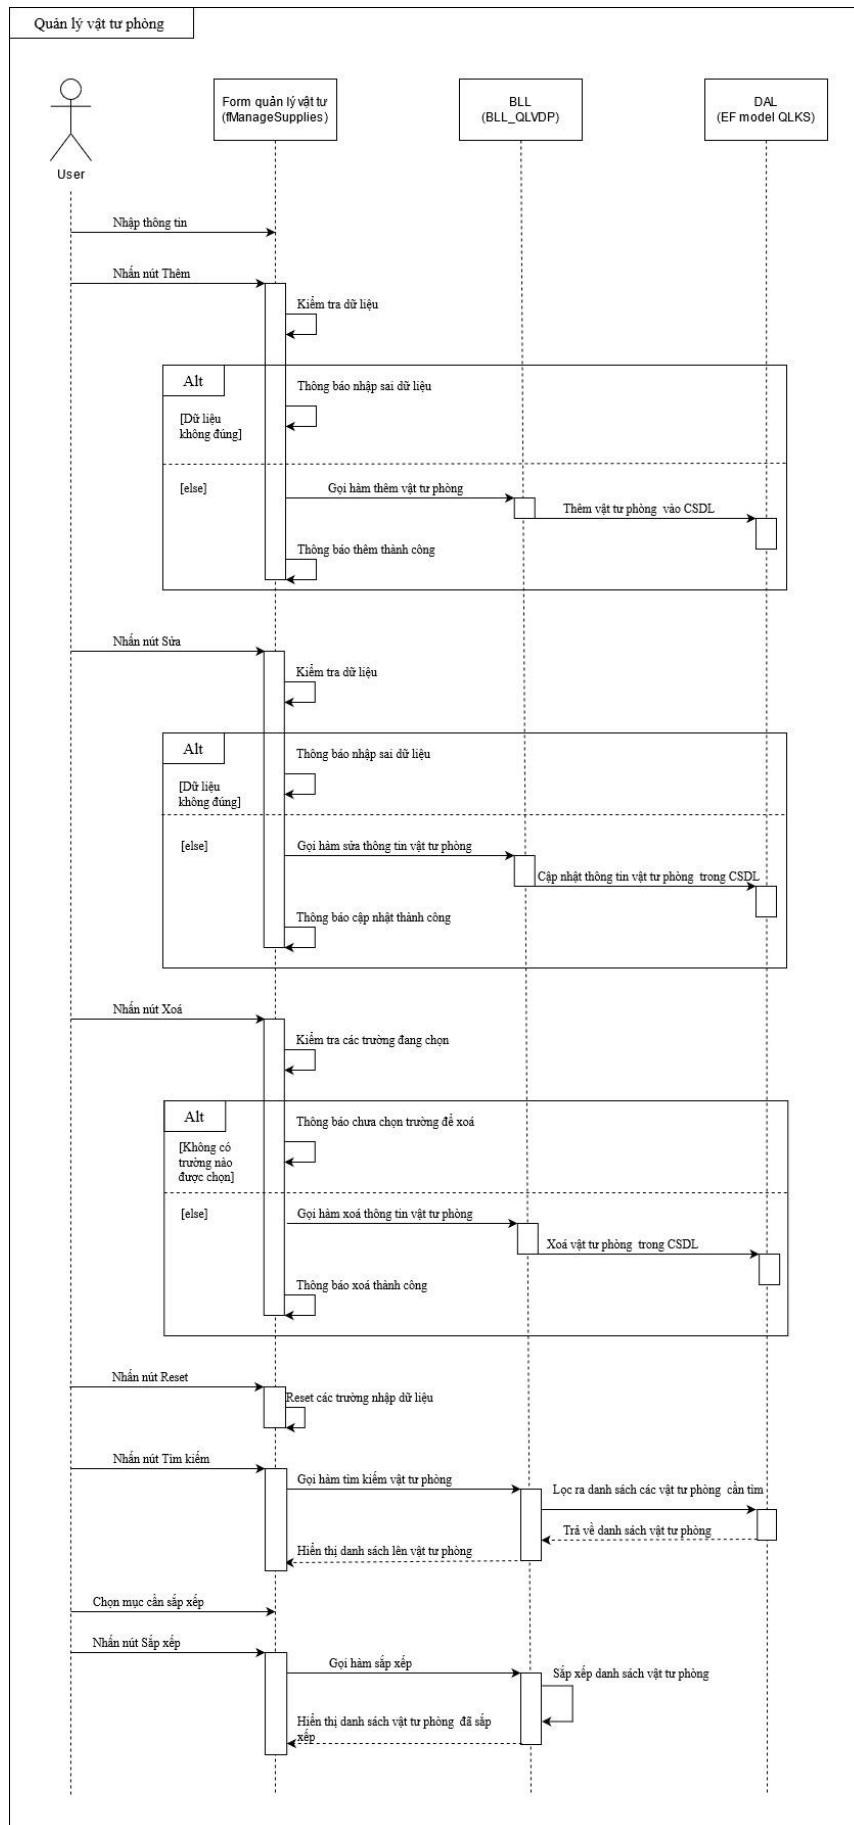 Quản lý vật tư phòng
Form quản lý vật tư
(fManageSupplies)
BLL
(BLL_QLVDP)
DAL
(EF model QLKS)
User
Nhập thông tin
Nhấn nút Thêm
Kiểm tra dữ liệu
Alt
Thông báo nhập sai dữ liệu
[Dữ liệu
không đúng]
[else]
Gọi hàm thêm vật tư phòng
Thêm vật tư phòng vào CSDL
Thông báo thêm thành công
Nhấn nút Sửa
Kiểm tra dữ liệu
Alt
Thông báo nhập sai dữ liệu
[Dữ liệu
không đúng]
[else]
Gọi hàm sửa thông tin vật tư phòng
Cập nhật thông tin vật tư phòng trong CSDL
Thông báo cập nhật thành công
Nhấn nút Xoá
Kiểm tra các trường đang chọn
Alt
Thông báo chưa chọn trường để xoá
[Không có
trường nào
được chọn]
[else]
Gọi hàm xoá thông tin vật tư phòng
Xoá vật tư phòng trong CSDL
Thông báo xoá thành công
Nhấn nút Reset
Reset các trường nhập dữ liệu
Nhấn nút Tìm kiếm
Gọi hàm tìm kiếm vật tư phòng
Lọc ra danh sách các vật tư phòng cần tìm
Trả về danh sách vật tư phòng
Hiển thị danh sách lên vật tư phòng
Chọn mục cần sắp xếp
Nhấn nút Sắp xếp
Gọi hàm sắp xếp
Sắp xếp danh sách vật tư phòng
Hiển thị danh sách vật tư phòng đã sắp
xếp